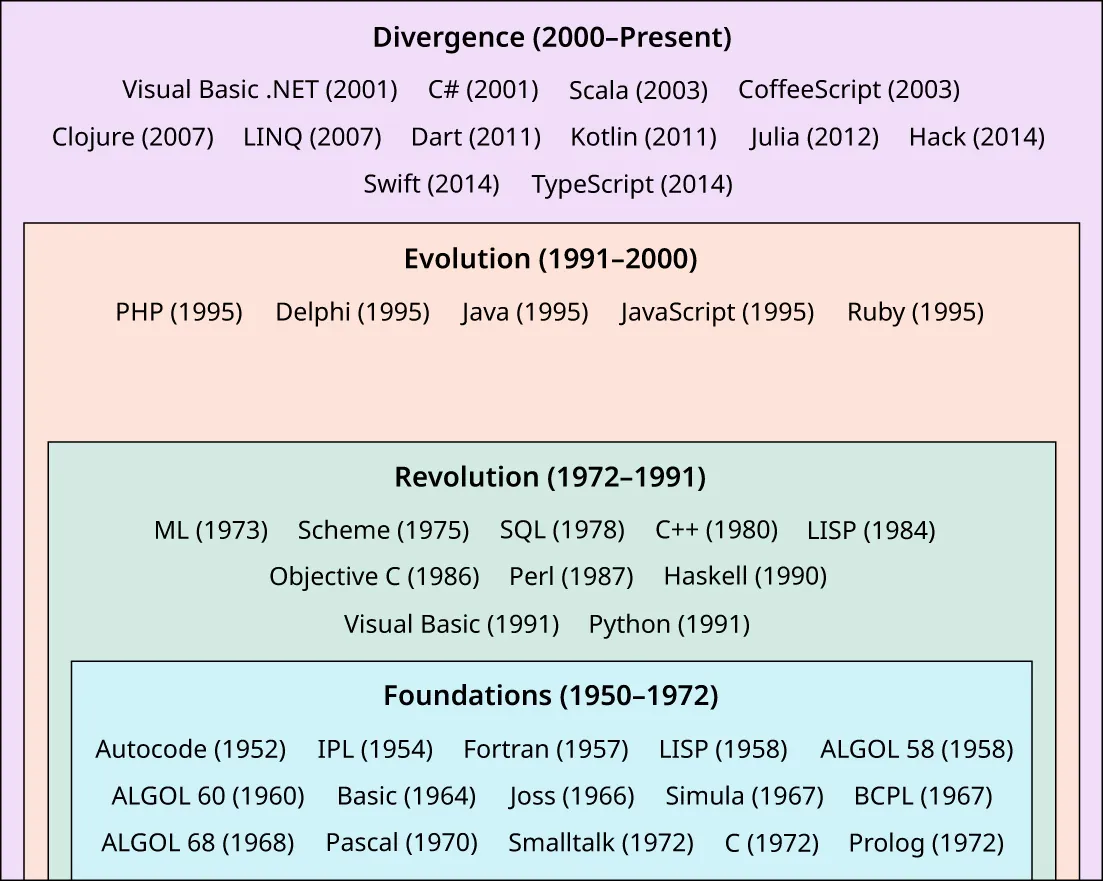 Divergence (2000–Present)
Visual Basic .NET (2001) C# (2001) Scala (2003) CoffeeScript (2003)
Clojure (2007) LINQ (2007) Dart (2011) Kotlin (2011) Julia (2012) Hack (2014)
Swift (2014) TypeScript (2014)
Evolution (1991–2000)
PHP (1995) Delphi (1995) Java (1995) JavaScript (1995) Ruby (1995)
Revolution (1972–1991)
ML (1973) Scheme (1975) SQL (1978) C++ (1980) LISP (1984)
Objective C (1986) Perl (1987) Haskell (1990)
Visual Basic (1991) Python (1991)
Foundations (1950–1972)
Autocode (1952) IPL (1954) Fortran (1957) LISP (1958) ALGOL 58 (1958)
ALGOL 60 (1960) Basic (1964) Joss (1966) Simula (1967) BCPL (1967)
ALGOL 68 (1968) Pascal (1970) Smalltalk (1972) C (1972) Prolog (1972)